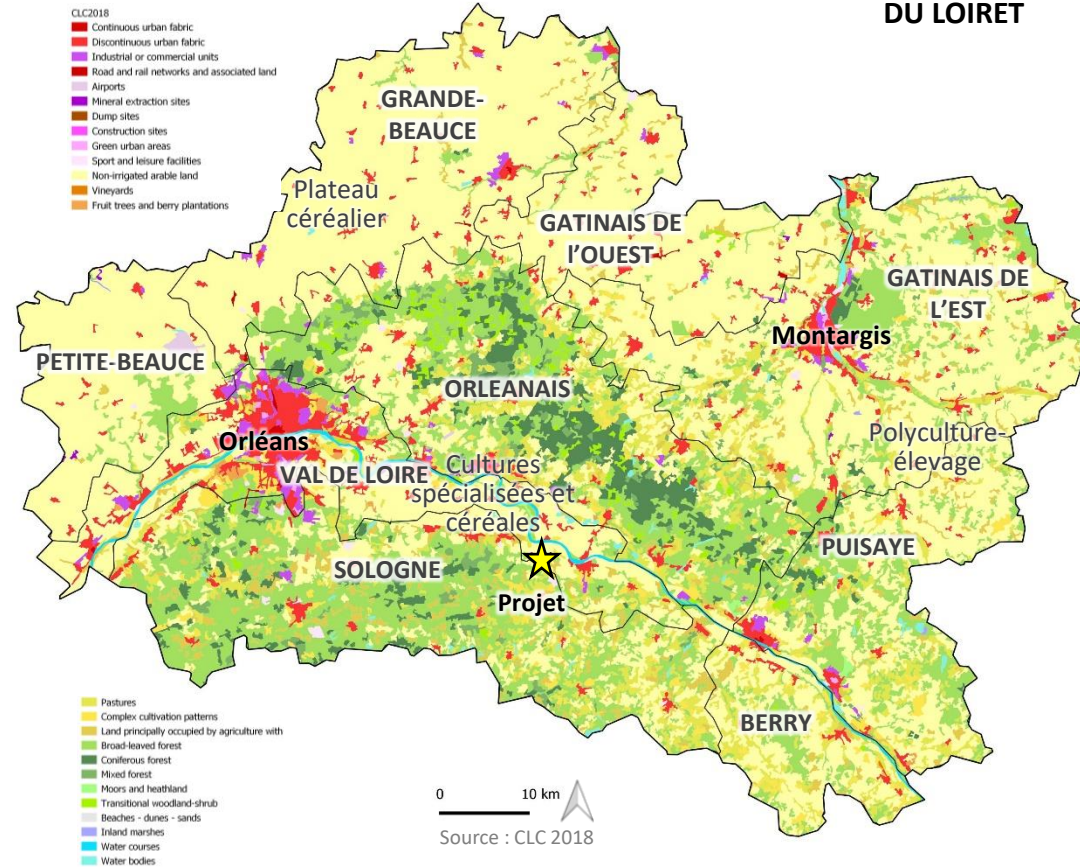 DU LOIRET
CLC2018
Continuous urban fabric
Discontinuous urban fabric
Industrial or commercial units
Road and rail networks and associated land
Airports
Mineral extraction sites
Dump sites
Construction sites
Green urban areas
Sport and leisure facilities
Non-irrigated arable land
Vineyards
Fruit trees and berry plantations
GRANDE-
BEAUCE
Plateau
céréalier
GATINAIS DE
l'OUEST
GATINAIS DE
L'EST
Montargis
PETITE-BEAUCE
ORLEANAIS
Orléans
VAL DE LOIRE
Cultures
spécialisées et
céréales
Polyculture-
élevage
PUISAYE
SOLOGNE
Projet
BERRY
Pastures
Complex cultivation patterns
Land principally occupied by agriculture with
Broad-leaved forest
Coniferous forest
Mixed forest
Moors and heathland
Transitional woodland-shrub
Beaches - dunes - sands
Inland marshes
Water courses
Water bodies
0 10 km
Source : CLC 2018